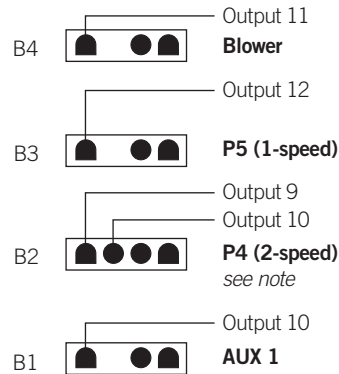 Output 11
B4 Blower
Output 12
B3 P5 (1-speed)
Output 9
Output 10
B2 P4 (2-speed)
see note
Output 10
B1 AUX 1